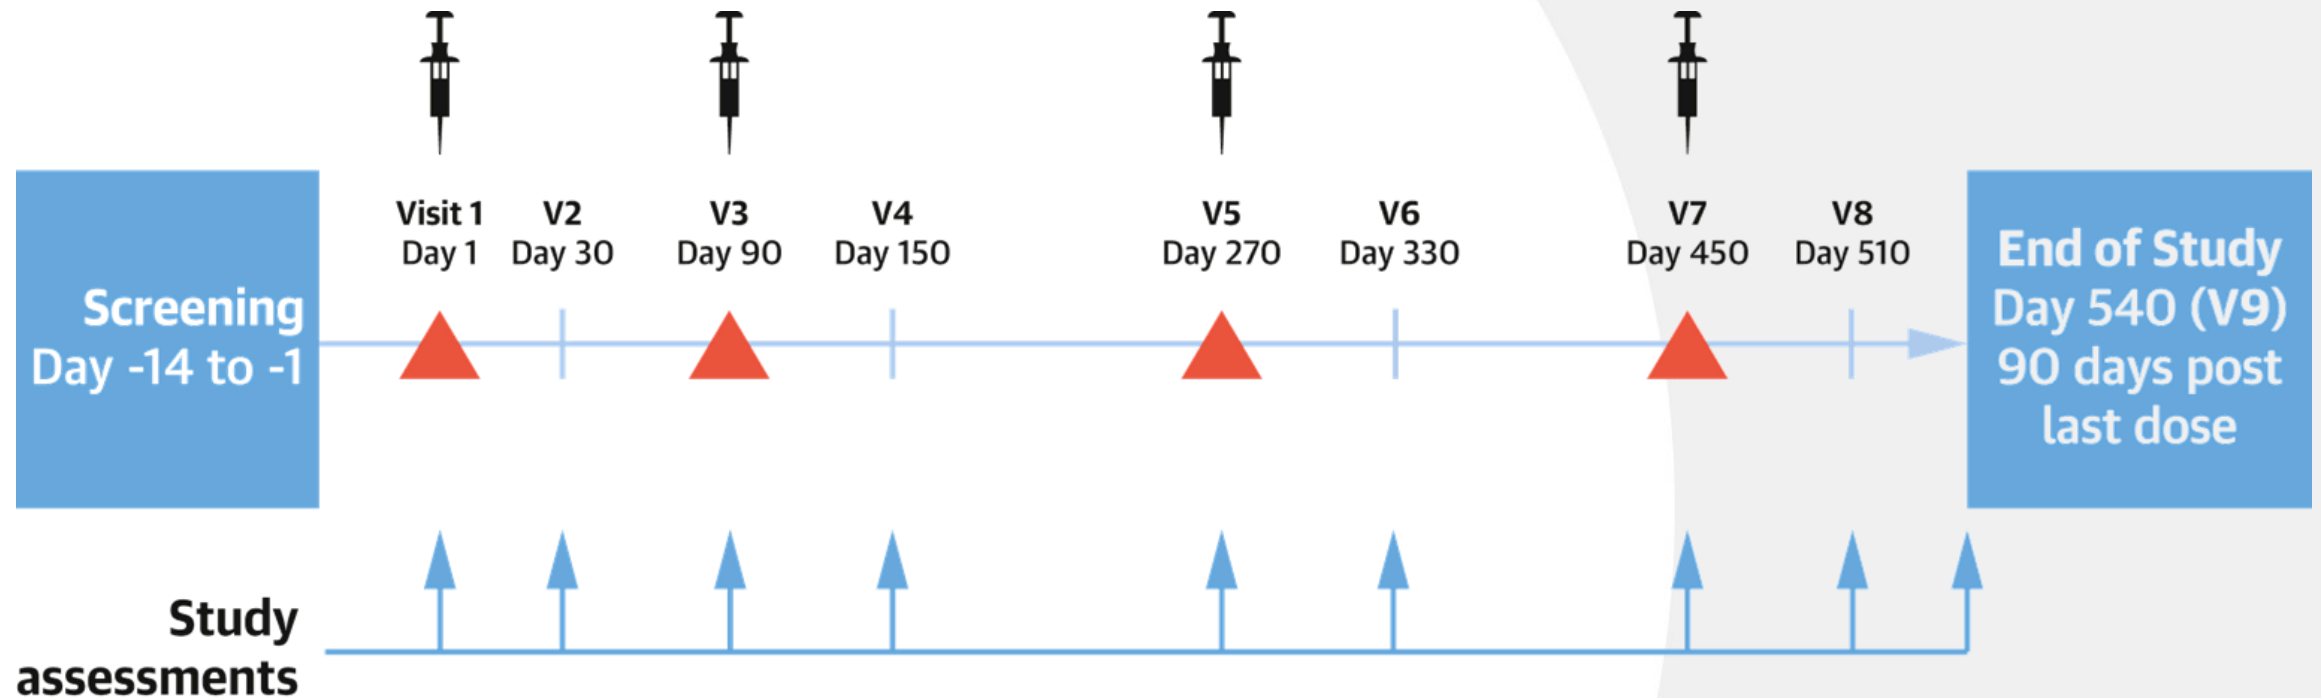 Screening
Day -14 to -1
Visit 1
Day 1
V2
Day 30
V3
Day 90
V4
Day 150
V5
Day 270
V6
Day 330
V7
Day 450
V8
Day 510
End of Study
Day 540 (V9)
90 days post
last dose
Study
assessments